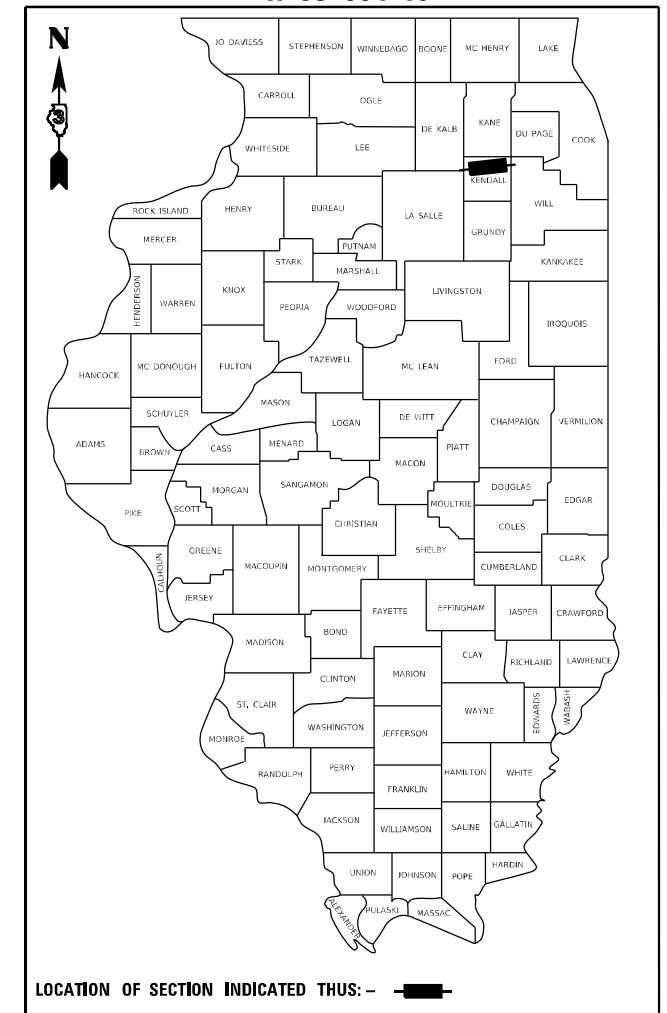 N
3
JO DAVIESS STEPHENSON WINNEBAGO BOONE MC HENRY LAKE
CARROLL OGLE DE KALB KANE DU PAGE COOK
WHITESIDE LEE
KENDALL
ROCK ISLAND HENRY BUREAU LA SALLE WILL
MERCER PUTNAM GRUNDY
STARK MARSHALL KANKAKEE
HENDERSON WARREN KNOX PEORIA WOODFORD LIVINGSTON
IROQUOIS
HANCOCK MC DONOUGH FULTON TAZEWELL MC LEAN FORD
MASON
SCHUYLER LOGAN DE WITT CHAMPAIGN VERMILION
ADAMS BROWN CASS MENARD PIATT
MACON
PIKE SCOTT MORGAN SANGAMON MOULTRIE DOUGLAS EDGAR
CHRISTIAN COLES
CALHOUN GREENE MACOUPIN MONTGOMERY SHELBY CUMBERLAND CLARK
JERSEY
FAYETTE EFFINGHAM JASPER CRAWFORD
MADISON BOND
CLAY RICHLAND LAWRENCE
CLINTON MARION
ST. CLAIR WAYNE EDWARDS WABASH
WASHINGTON JEFFERSON
MONROE
RANDOLPH PERRY HAMILTON WHITE
FRANKLIN
JACKSON WILLIAMSON SALINE GALLATIN
UNION JOHNSON POPE HARDIN
ALEXANDER PULASKI MASSAC
LOCATION OF SECTION INDICATED THUS: –